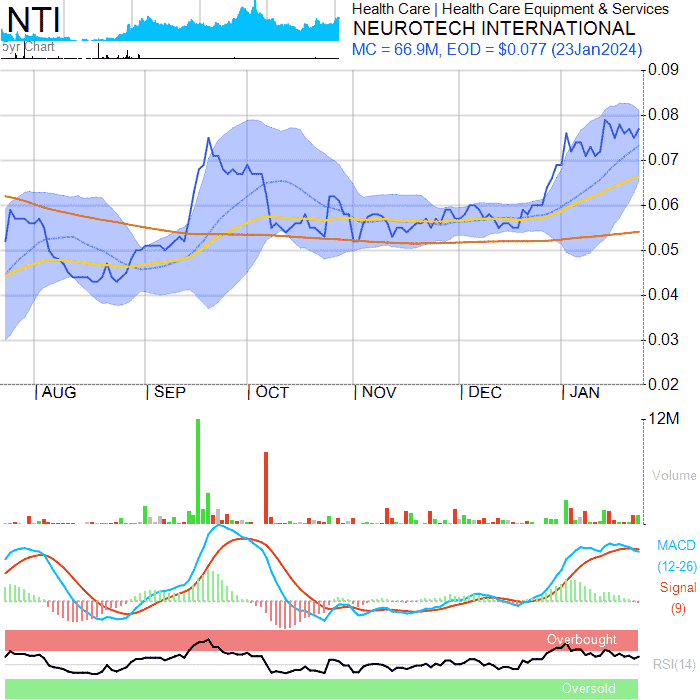 NTI
5yr Chart
Health Care | Health Care Equipment & Services
NEUROTECH INTERNATIONAL
MC = 66.9M, EOD = $0.077 (23Jan2024)
0.09
0.08
0.07
0.06
0.05
0.04
0.03
0.02
| AUG | SEP | OCT | NOV | DEC | JAN
12M
Volume
MACD
(12-26)
Signal
(9)
Overbought
RSI(14)
Oversold